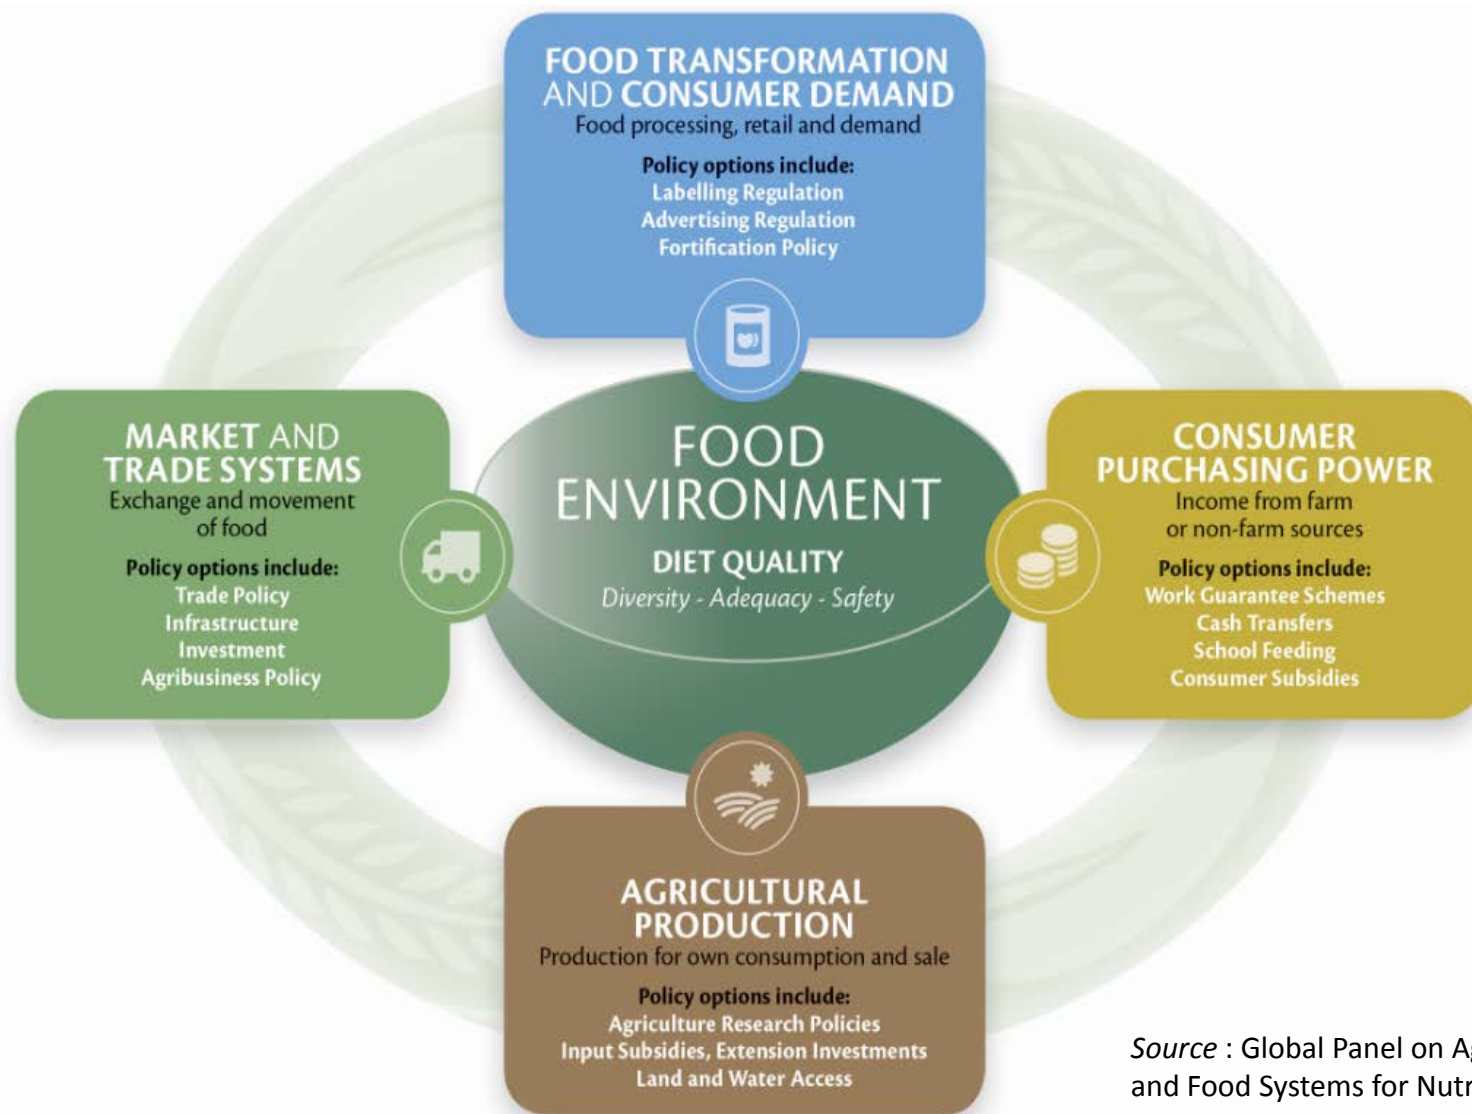 FOOD TRANSFORMATION
AND CONSUMER DEMAND
Food processing, retail and demand
Policy options include:
Labelling Regulation
Advertising Regulation
Fortification Policy
MARKET AND
TRADE SYSTEMS
Exchange and movement
of food
Policy options include:
Trade Policy
Infrastructure
Investment
Agribusiness Policy
FOOD
ENVIRONMENT
DIET QUALITY
Diversity - Adequacy - Safety
CONSUMER
PURCHASING POWER
Income from farm
or non-farm sources
Policy options include:
Work Guarantee Schemes
Cash Transfers
School Feeding
Consumer Subsidies
AGRICULTURAL
PRODUCTION
Production for own consumption and sale
Policy options include:
Agriculture Research Policies
Input Subsidies, Extension Investments
Land and Water Access
Source : Global Panel on
and Food Systems for